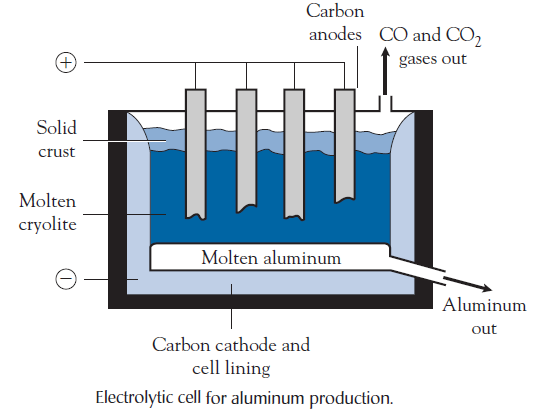 Carbon
anodes
CO and CO₂
gases out
+
Solid
crust
Molten
cryolite
Molten aluminum
−
Aluminum
out
Carbon cathode and
cell lining
Electrolytic cell for aluminum production.